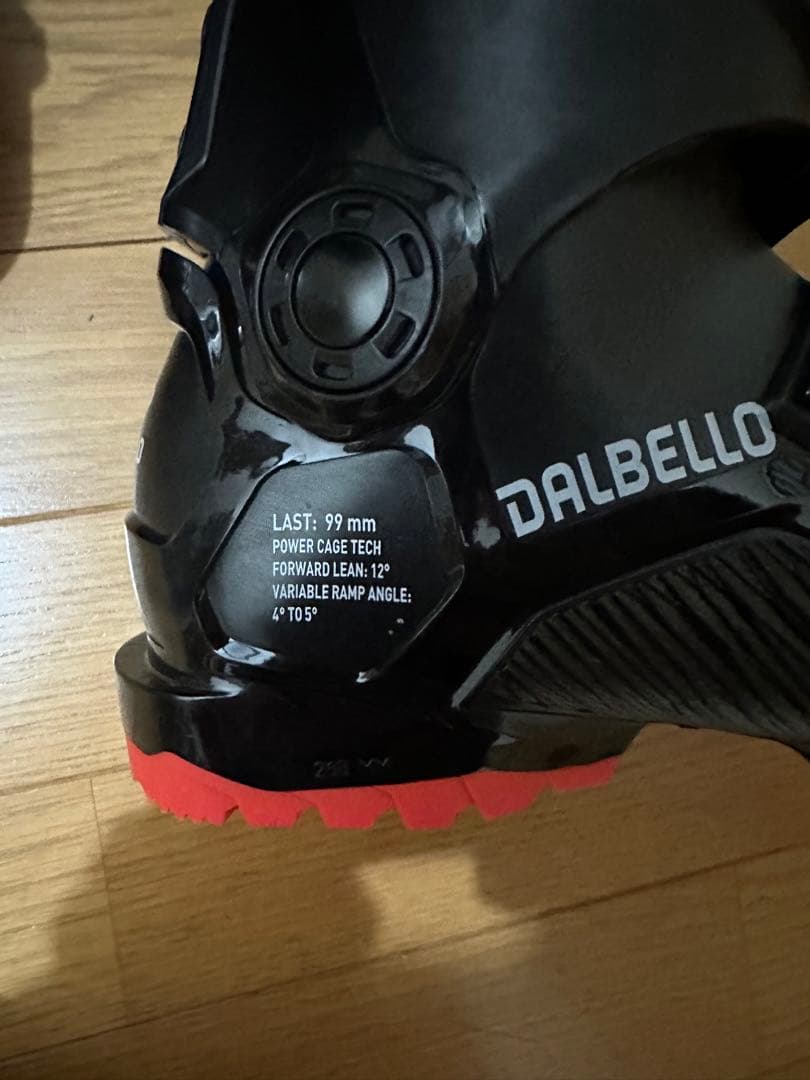 DALBELLO
LAST: 99 mm
POWER CAGE TECH
FORWARD LEAN: 12°
VARIABLE RAMP ANGLE:
4° TO 5°